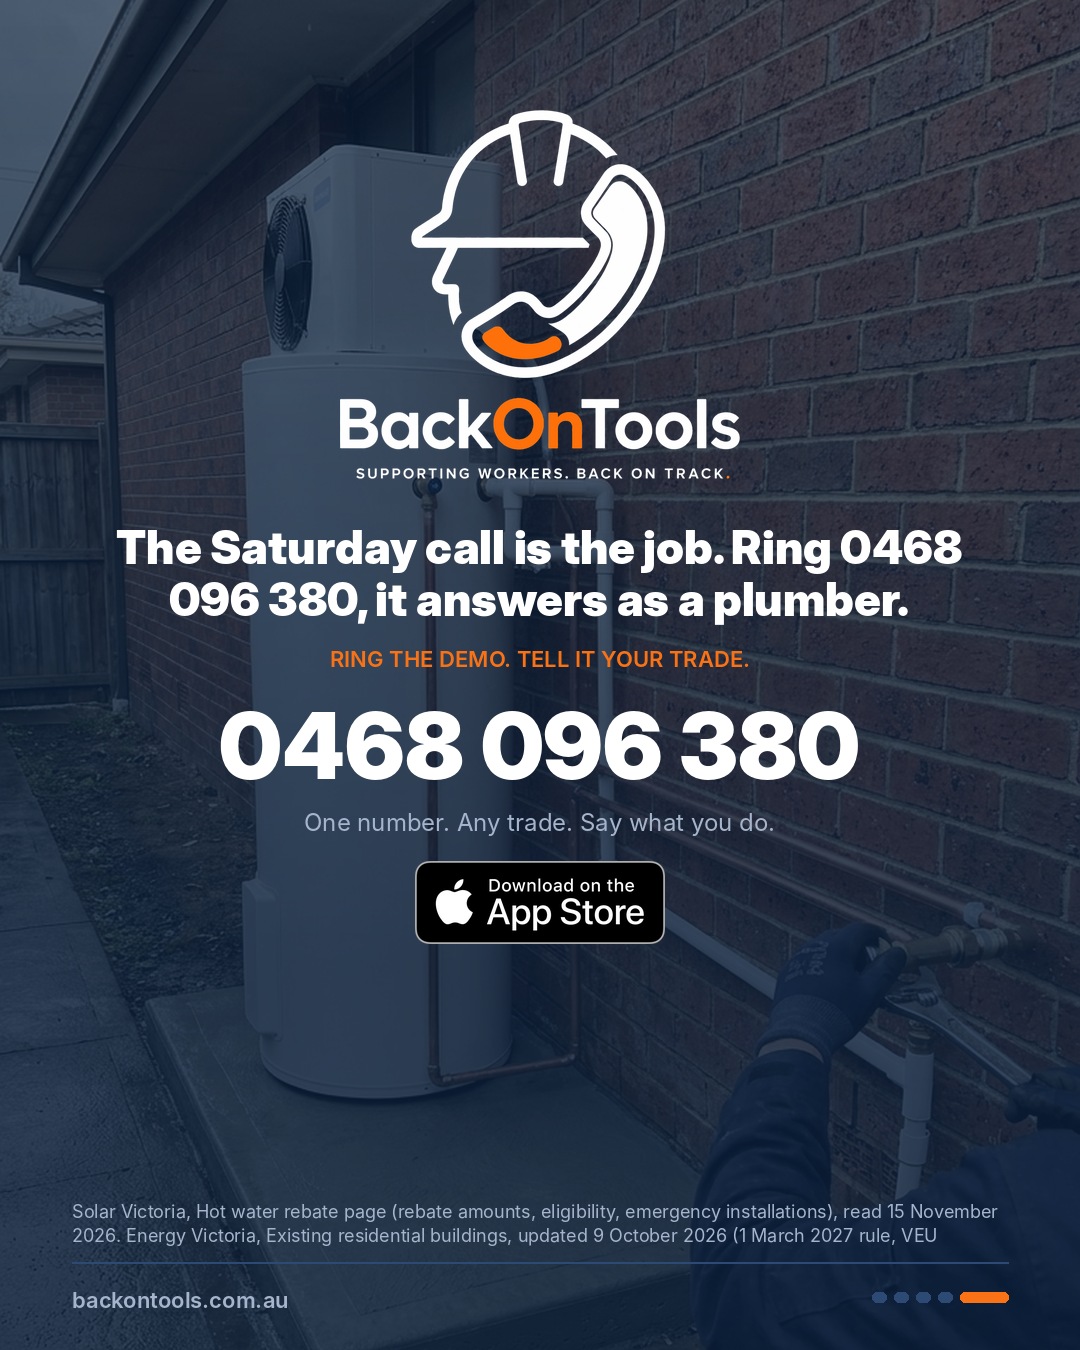 BackOnTools
SUPPORTING WORKERS. BACK ON TRACK.
The Saturday call is the job. Ring 0468
096 380, it answers as a plumber.
RING THE DEMO. TELL IT YOUR TRADE.
0468 096 380
One number. Any trade. Say what you do.
Download on the
App Store
Solar Victoria, Hot water rebate page (rebate amounts, eligibility, emergency installations), read 15 November
2026. Energy Victoria, Existing residential buildings, updated 9 October 2026 (1 March 2027 rule, VEU
backontools.com.au